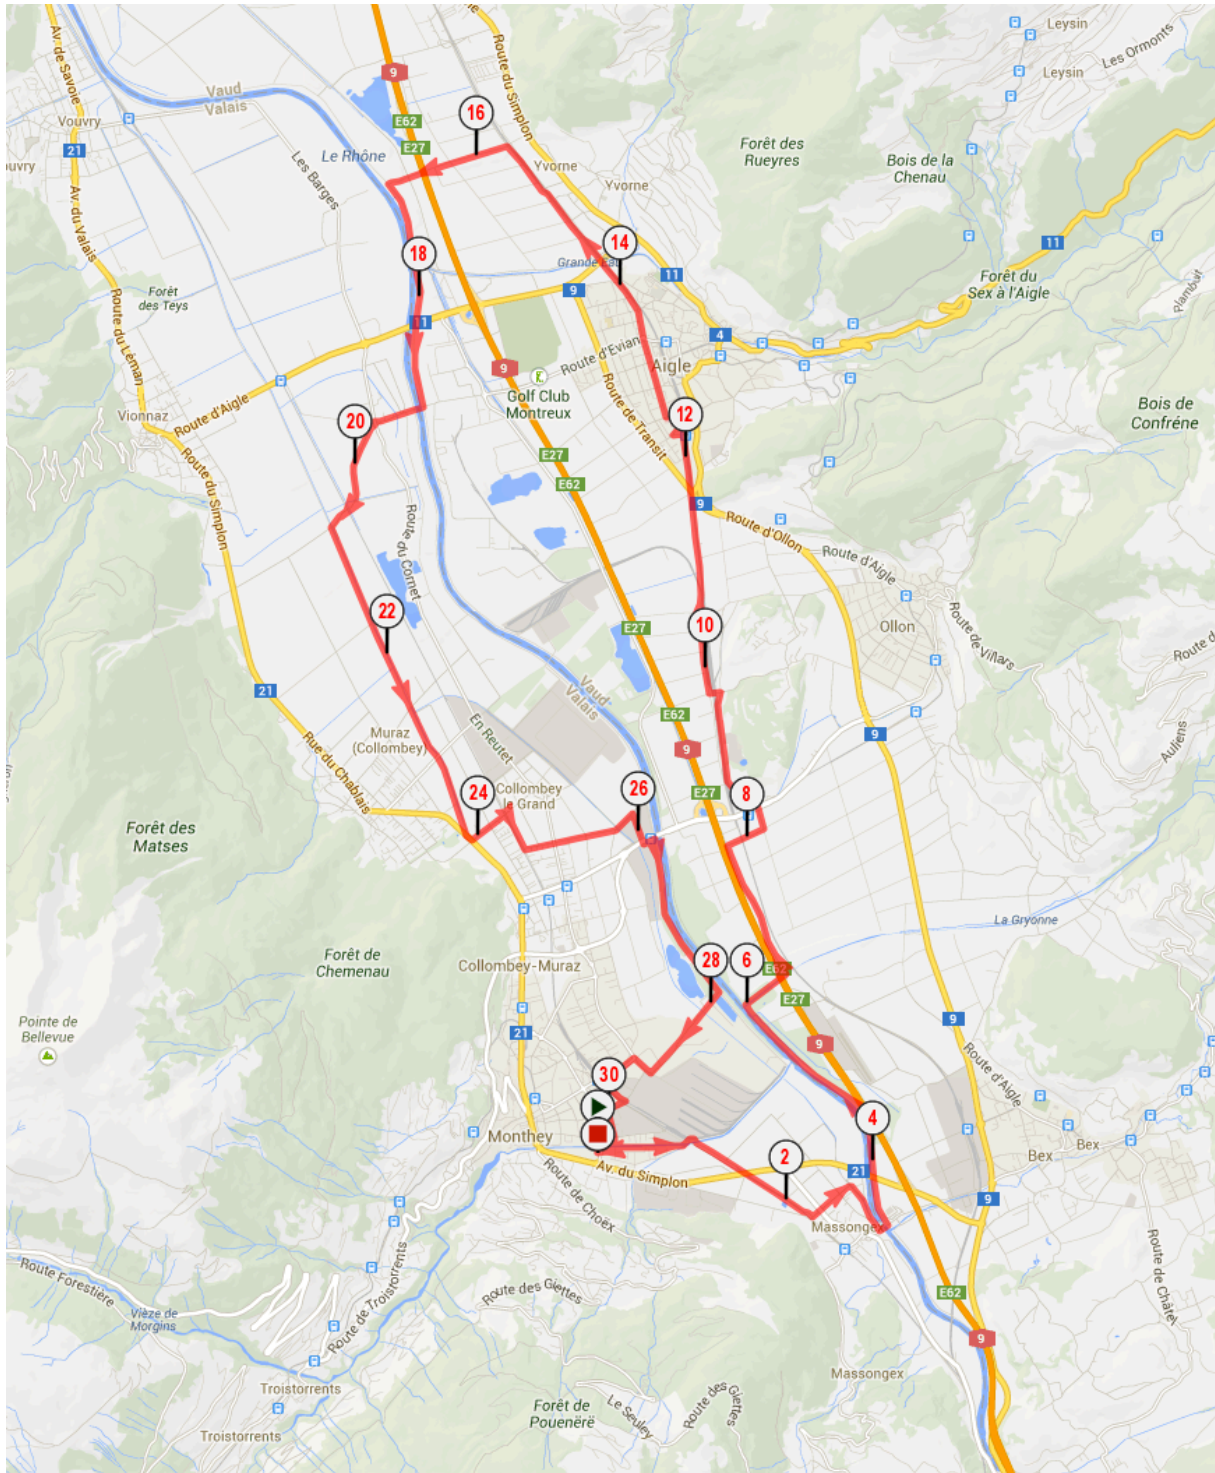 Leysin
Les Ormonts
Av. de Savoie
Leysin
9
Route du Simplon
Vaud
Valais
16
E62
Vouvry
21
E27
Forêt des
Rueyres
Le Rhône
Bois de la
Chenau
Yvorne
Les Barges
Yvorne
Av. du Valais
14
11
18
Grande Eau
11
Forêt du
Sex à l'Aigle
Plambuit
9
Forêt
des Teys
11
4
Route du Léman
Route d'Evian
Aigle
9
Golf Club
Montreux
Route de Transit
Bois de
Confréne
Vionnaz
Route d'Aigle
20
12
E27
Route du Simplon
E62
9
Route d'Ollon
Route du Cornet
Route d'Aigle
22
10
Ollon
E27
Route de Villars
21
Vaud
Valais
E62
Muraz
(Collombey)
En Reutet
9
9
Auliens
Rue du Chablais
24
Collombey
le Grand
26
E27
8
Forêt des
Matses
La Gryonne
Forêt de
Chemenau
Collombey-Muraz
28
6
E62
E27
Pointe de
Bellevue
21
9
9
Route d'Aigle
30
4
Monthey
Bex
Bex
2
21
Av. du Simplon
Route de Choëx
9
Massongex
Route Forestière
Route de Troistorrents
Route des Giettes
E62
Route de Châtel
Vièze de
Morgins
9
Massongex
Troistorrents
Forêt de
Pouenëre
Le Seuley
Route des Giettes
Troistorrents